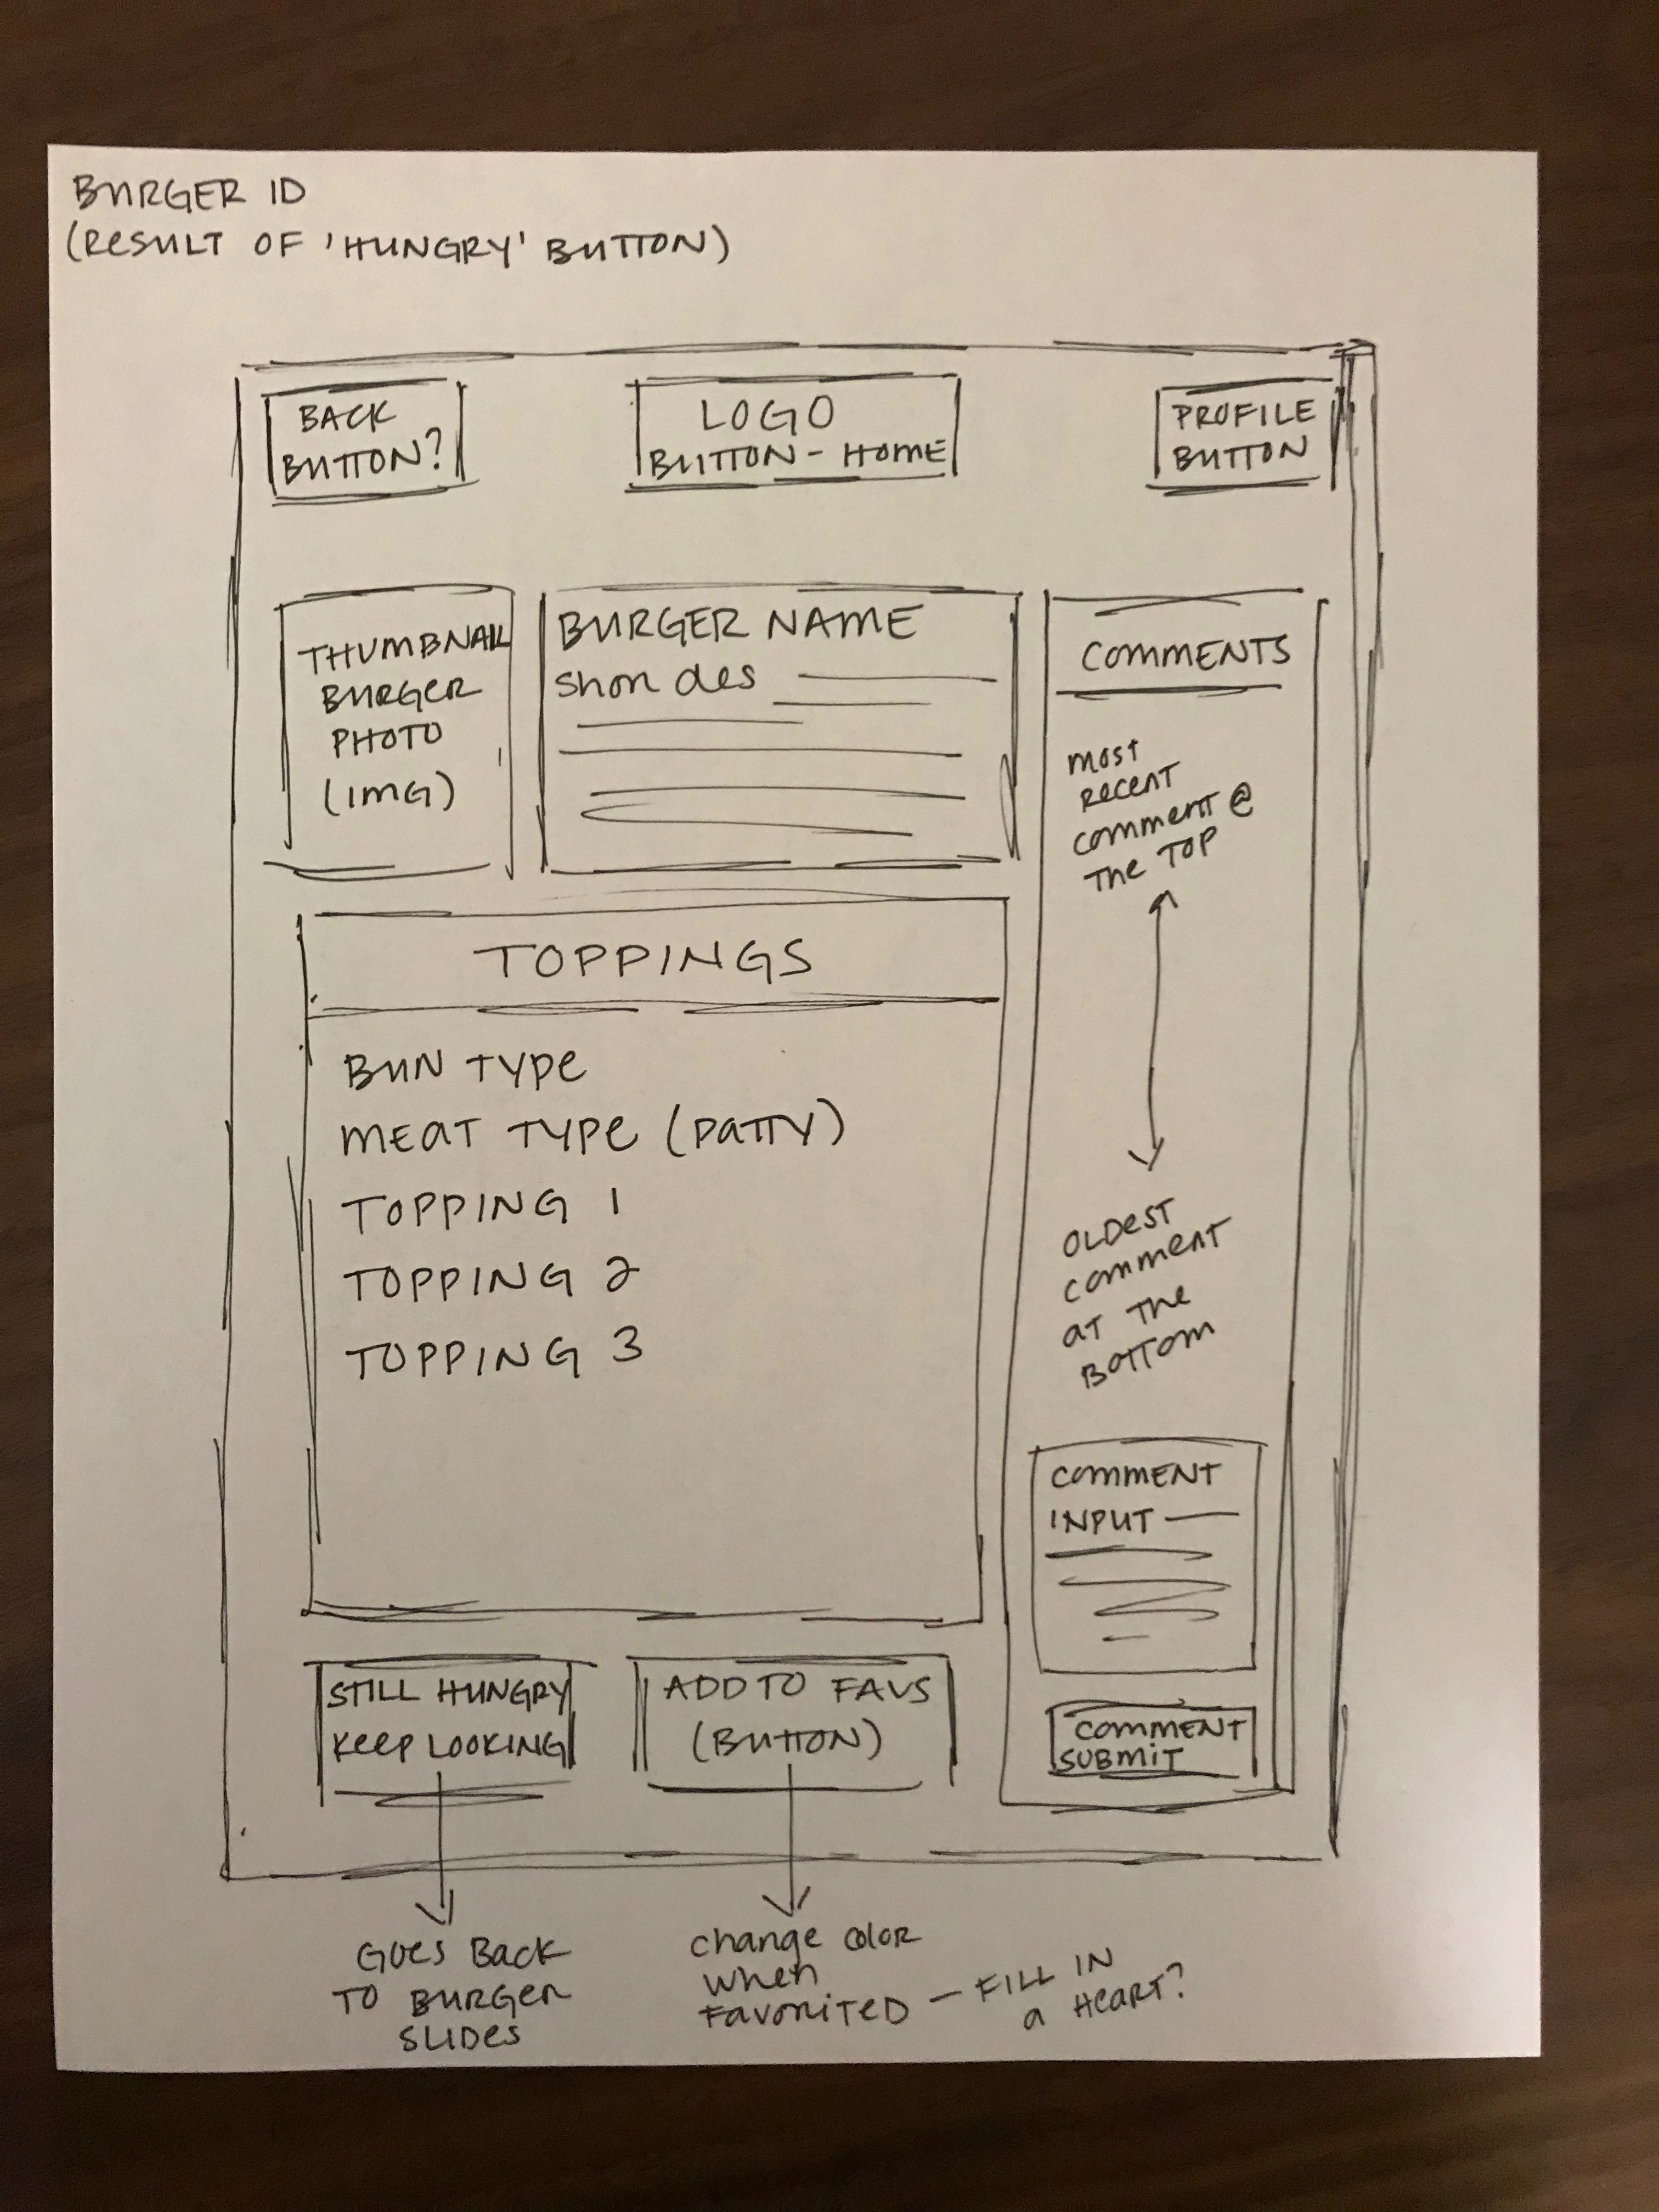 BURGER ID
(RESULT OF 'HUNGRY' BUTTON)
BACK
BUTTON?
LOGO
BUTTON - HOME
PROFILE
BUTTON
THUMBNAIL
BURGER
PHOTO
(IMG)
BURGER NAME
short des
COMMENTS
most
recent
comment @
the TOP
OLDEST
comment
at the
BOTTOM
TOPPINGS
BUN TYPE
MEAT TYPE (PATTY)
TOPPING 1
TOPPING 2
TOPPING 3
COMMENT
INPUT
COMMENT
SUBMIT
STILL HUNGRY
KEEP LOOKING
ADD TO FAVS
(BUTTON)
GOES BACK
TO BURGER
SLIDES
change color
when
FAVORITED - FILL IN
a HEART?